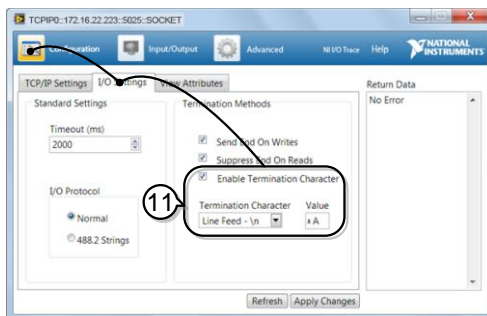 TCPIP0::172.16.22.223::5025::SOCKET
Configuration Input/Output Advanced NI I/O Trace Help NATIONAL INSTRUMENTS
TCP/IP Settings I/O Settings View Attributes
Return Data
No Error
Standard Settings
Timeout (ms)
2000
I/O Protocol
Normal
488.2 Strings
Termination Methods
Send End On Writes
Suppress End On Reads
Enable Termination Character
11
Termination Character Value
Line Feed - \n xA
Refresh Apply Changes